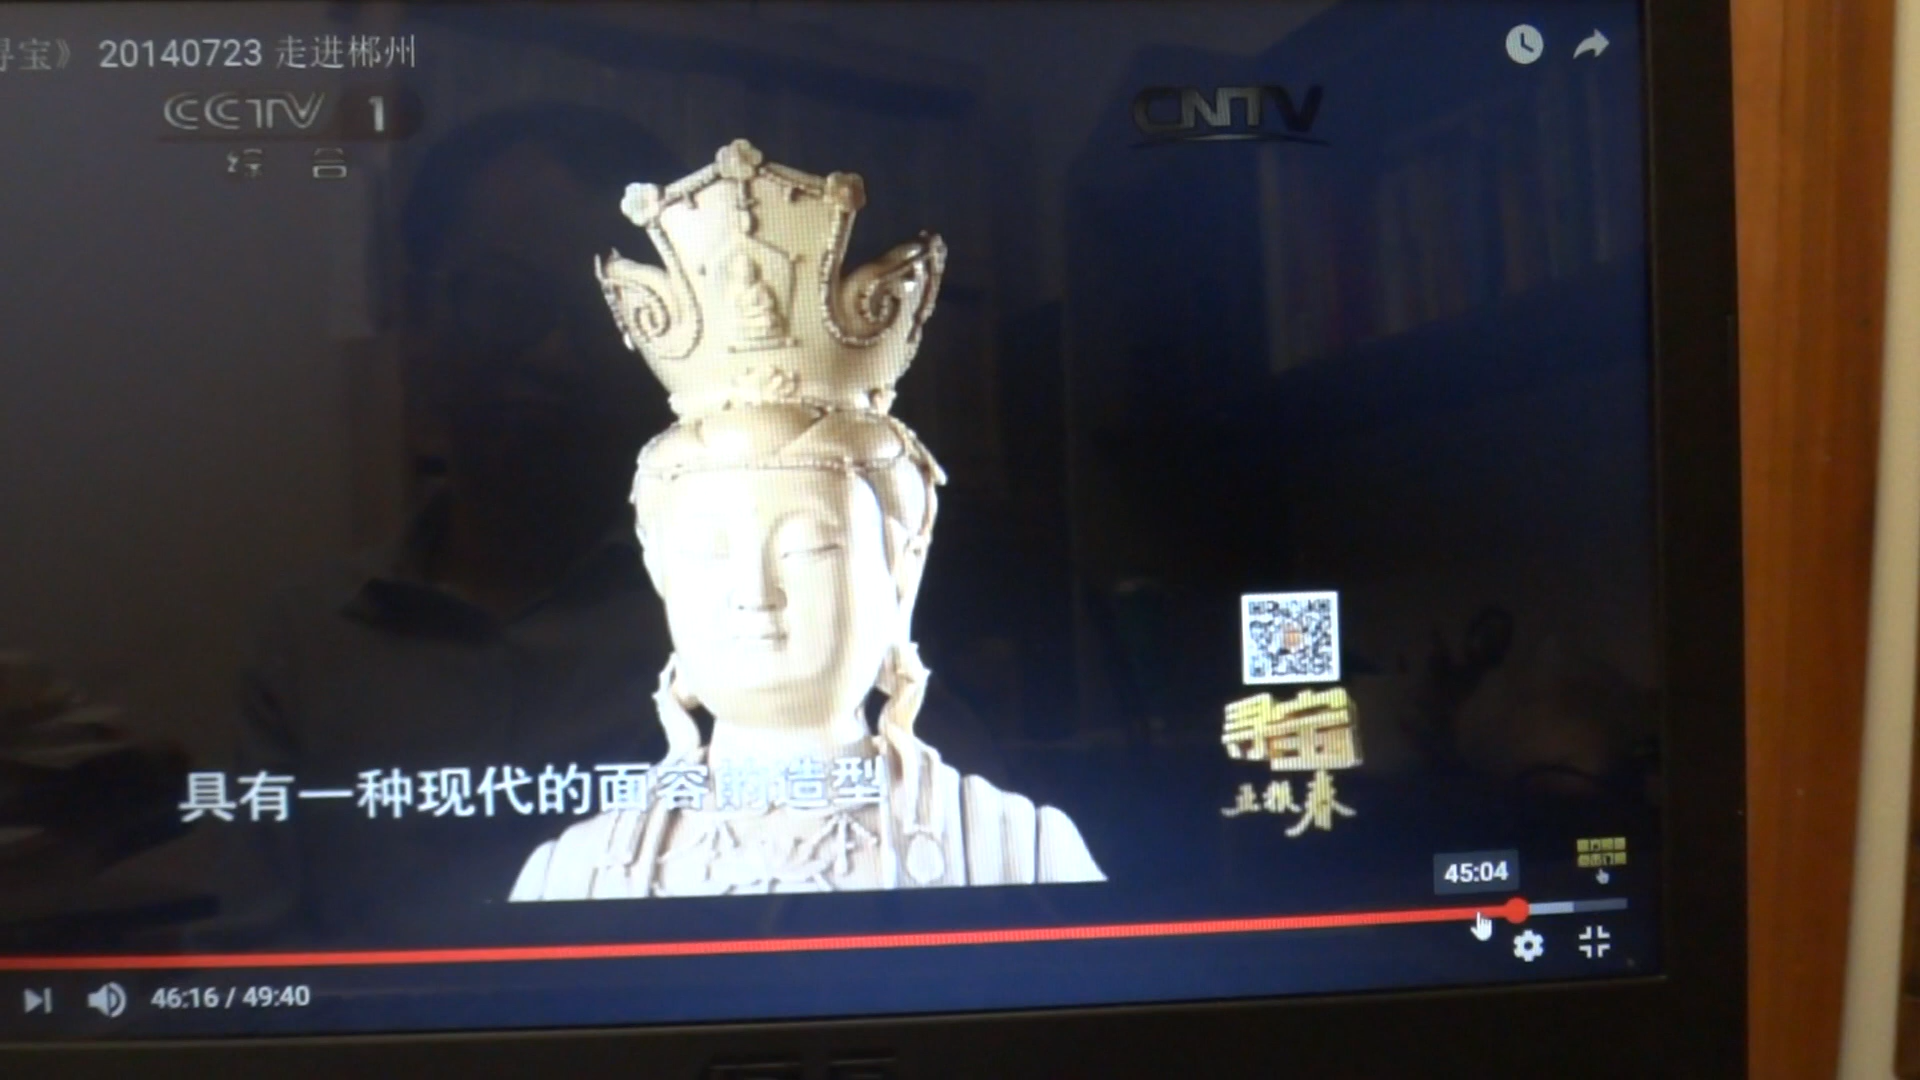 寻宝》 20140723 走进郴州
CCTV 1
综合
CNTV
寻宝
具有一种现代的面容的造型
45:04
46:16 / 49:40